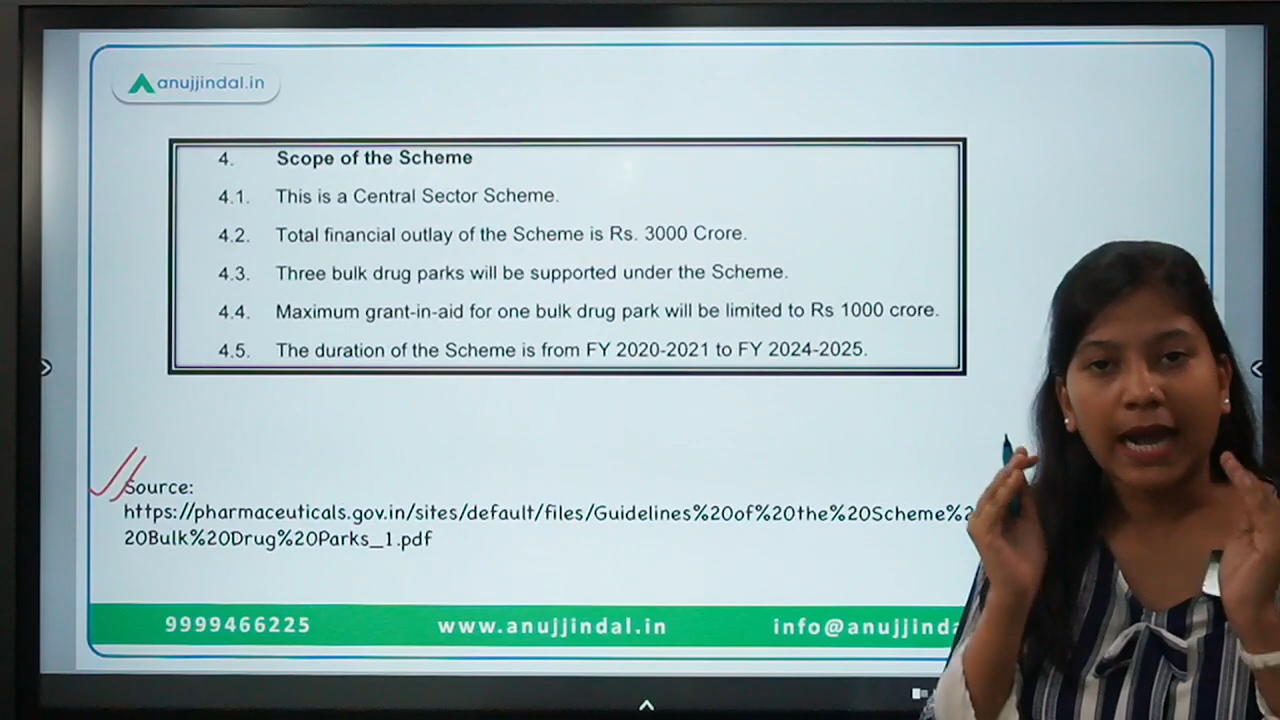 anujjindal.in
4. Scope of the Scheme
4.1. This is a Central Sector Scheme.
4.2. Total financial outlay of the Scheme is Rs. 3000 Crore.
4.3. Three bulk drug parks will be supported under the Scheme.
4.4. Maximum grant-in-aid for one bulk drug park will be limited to Rs 1000 crore.
4.5. The duration of the Scheme is from FY 2020-2021 to FY 2024-2025.
Source:
https://pharmaceuticals.gov.in/sites/default/files/Guidelines%20of%20the%20Scheme%2
20Bulk%20Drug%20Parks_1.pdf
9999466225 www.anujjindal.in info@anujjinda